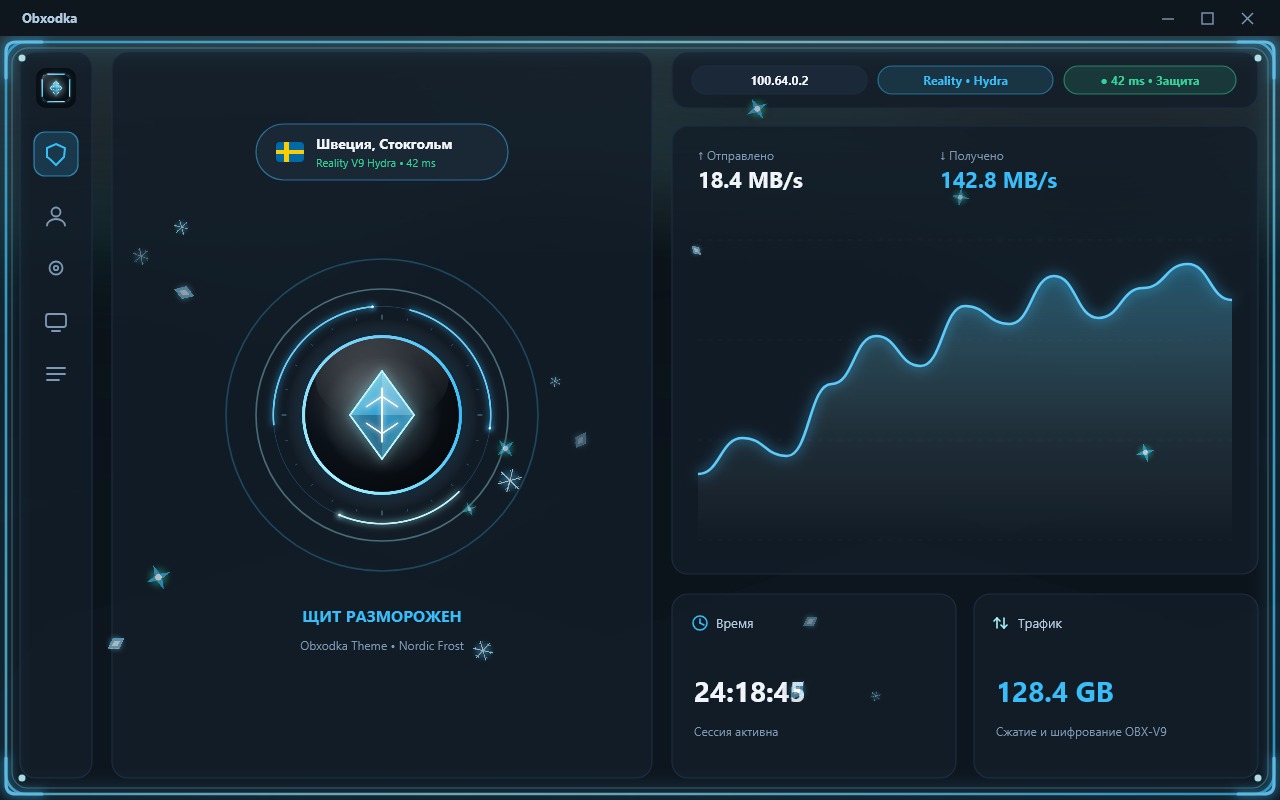 Obxodka
Швеция, Стокгольм
Reality V9 Hydra • 42 ms
ЩИТ РАЗМОРОЖЕН
Obxodka Theme • Nordic Frost
100.64.0.2
Reality • Hydra
● 42 ms • Защита
↑ Отправлено
18.4 MB/s
↓ Получено
142.8 MB/s
Время
24:18:45
Сессия активна
Трафик
128.4 GB
Сжатие и шифрование OBX-V9